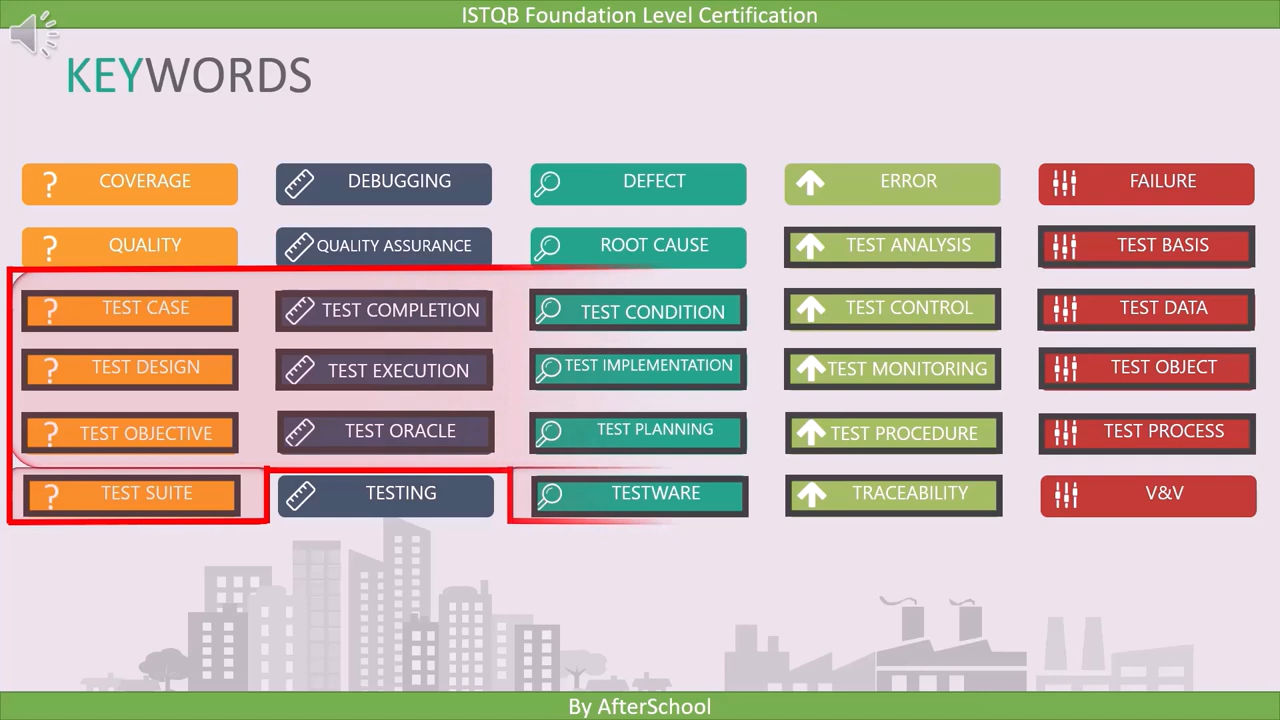 ISTQB Foundation Level Certification
KEYWORDS
COVERAGE
DEBUGGING
DEFECT
ERROR
FAILURE
QUALITY
QUALITY ASSURANCE
ROOT CAUSE
TEST ANALYSIS
TEST BASIS
TEST CASE
TEST COMPLETION
TEST CONDITION
TEST CONTROL
TEST DATA
TEST DESIGN
TEST EXECUTION
TEST IMPLEMENTATION
TEST MONITORING
TEST OBJECT
TEST OBJECTIVE
TEST ORACLE
TEST PLANNING
TEST PROCEDURE
TEST PROCESS
TEST SUITE
TESTING
TESTWARE
TRACEABILITY
V&V
By AfterSchool